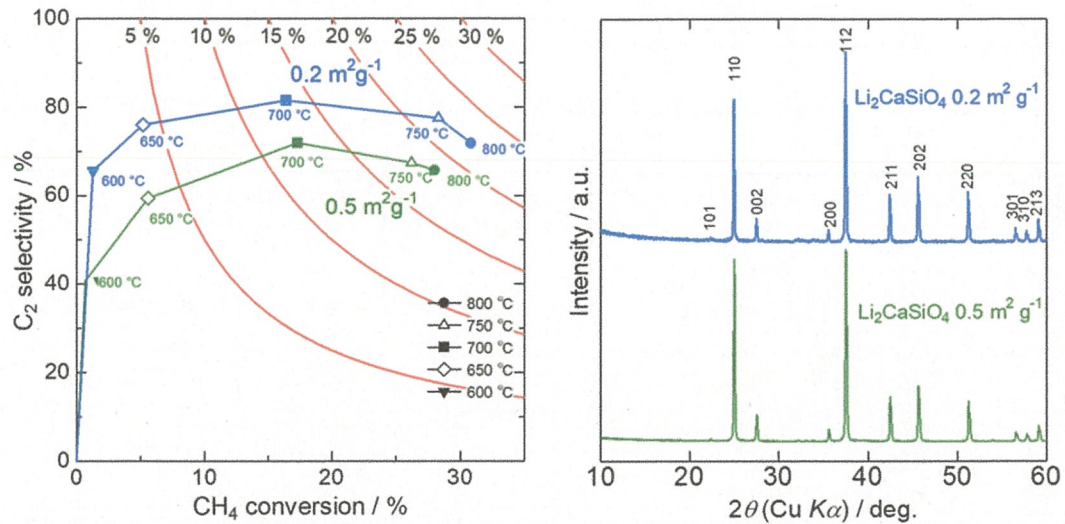 100
80
60
40
20
0
C2 selectivity / %
5 % 10 % 15 % 20 % 25 % 30 %
0.2 m²g⁻¹
700 °C
650 °C
750 °C
800 °C
600 °C
700 °C
750 °C
800 °C
0.5 m²g⁻¹
650 °C
600 °C
800 °C
750 °C
700 °C
650 °C
600 °C
0 10 20 30
CH4 conversion / %
Intensity / a.u.
112
110
Li2CaSiO4 0.2 m² g⁻¹
101
002
200
211
202
220
301
310
213
Li2CaSiO4 0.5 m² g⁻¹
10 20 30 40 50 60
2θ (Cu Kα) / deg.